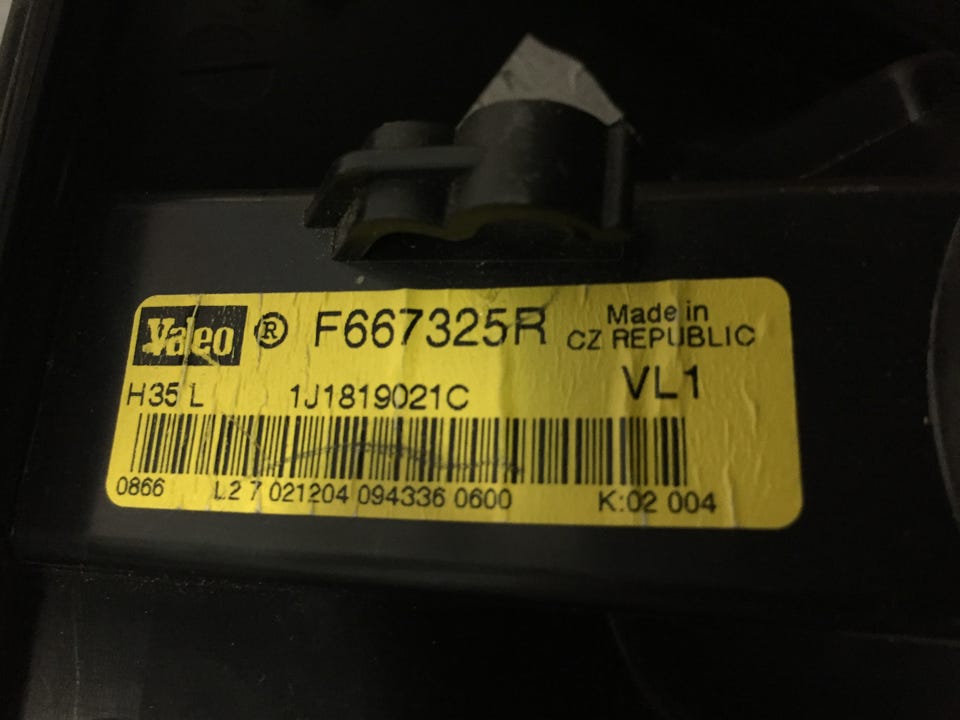 Valeo ® F667325R Made in
CZ REPUBLIC
H35 L 1J1819021C VL1
0866 L2 7 021204 094336 0600 K:02 004